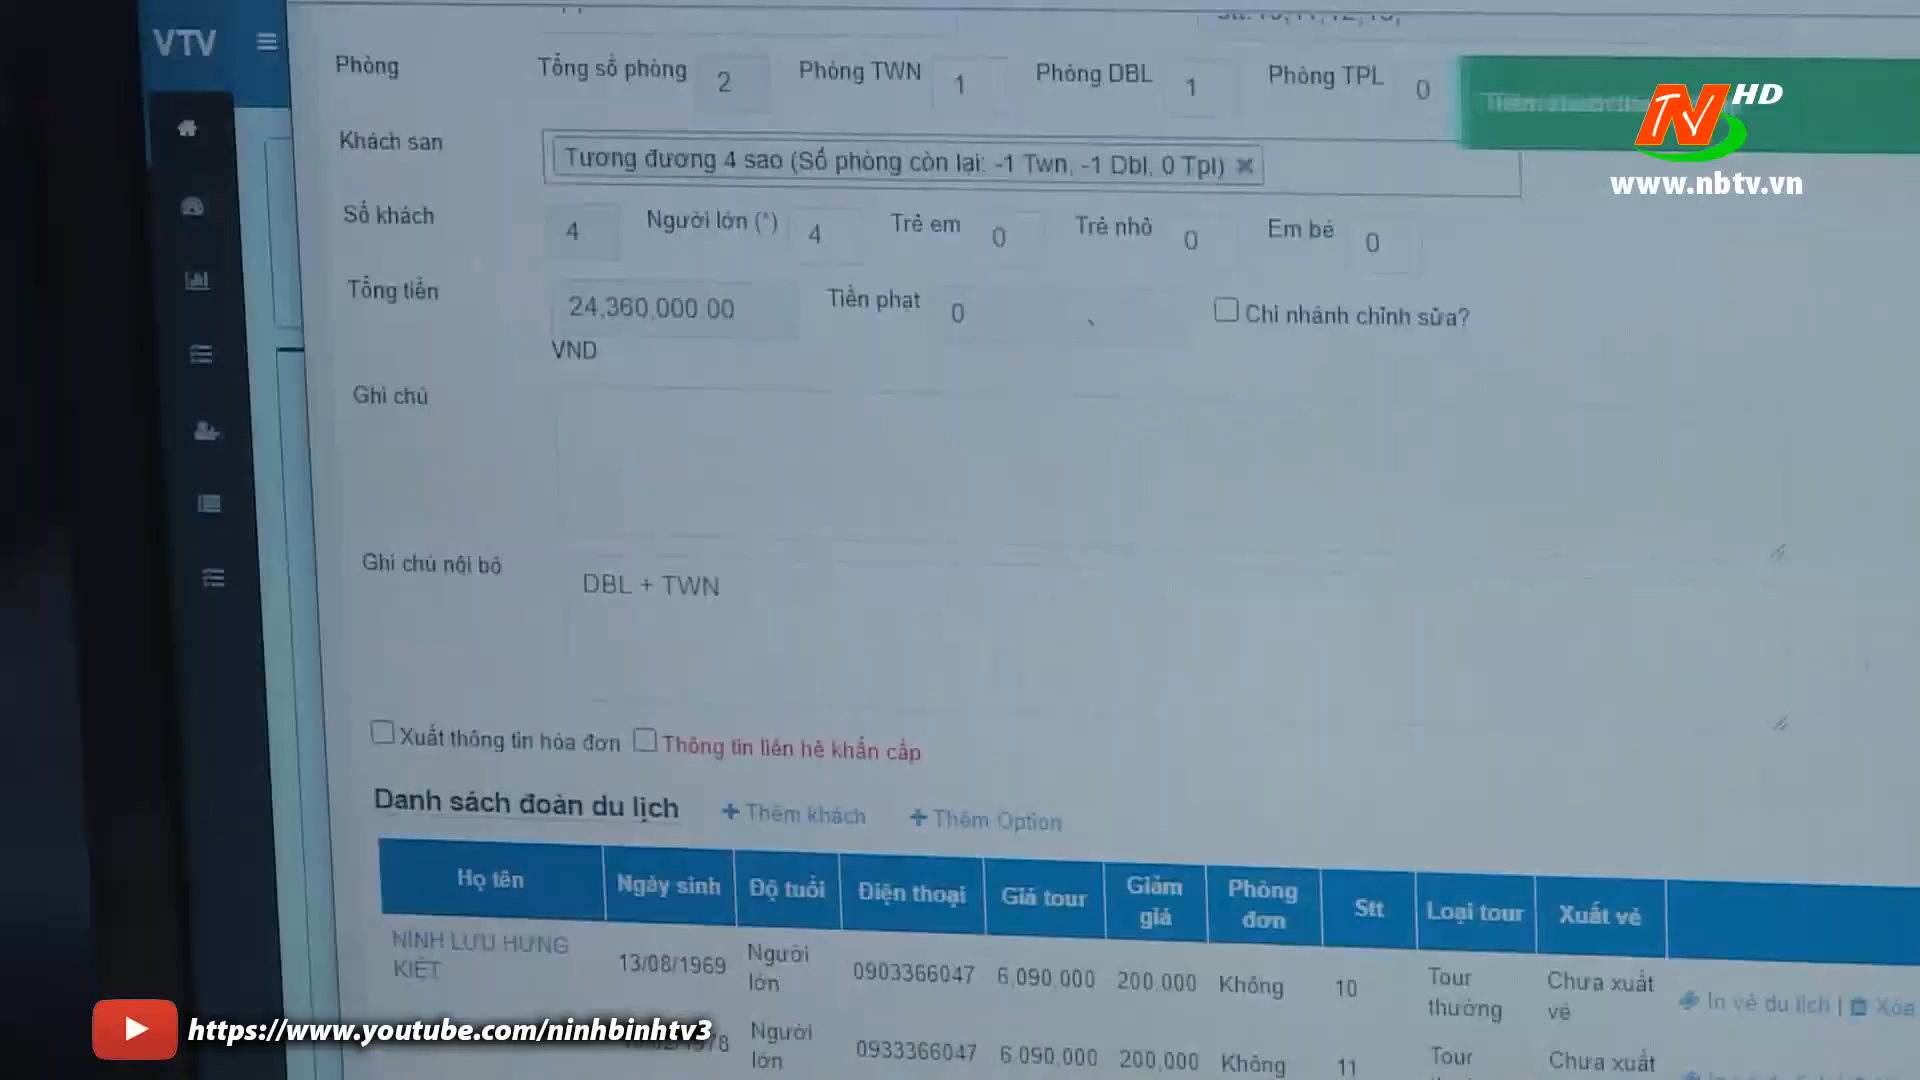 VTV
Phòng Tổng số phòng 2 Phòng TWN 1 Phòng DBL 1 Phòng TPL 0
HD
www.nbtv.vn
Khách sạn Tương đương 4 sao (Số phòng còn lại: -1 Twn, -1 Dbl, 0 Tpl)
Số khách 4 Người lớn (*) 4 Trẻ em 0 Trẻ nhỏ 0 Em bé 0
Tổng tiền 24,360,000.00 Tiền phạt 0 Chi nhánh chỉnh sửa?
VND
Ghi chú
Ghi chú nội bộ DBL + TWN
Xuất thông tin hóa đơn Thông tin liên hệ khẩn cấp
Danh sách đoàn du lịch Thêm khách Thêm Option
Họ tên Ngày sinh Độ tuổi Điện thoại Giá tour Giảm giá Phòng đơn Stt Loại tour Xuất vé
NINH LƯU HƯNG KIỆT 13/08/1969 Người lớn 0903366047 6,090,000 200,000 Không 10 Tour thường Chưa xuất vé In vé du lịch | Xóa
Người lớn 0933366047 6,090,000 200,000 Không 11 Tour Chưa xuất
https://www.youtube.com/ninhbinhtv3